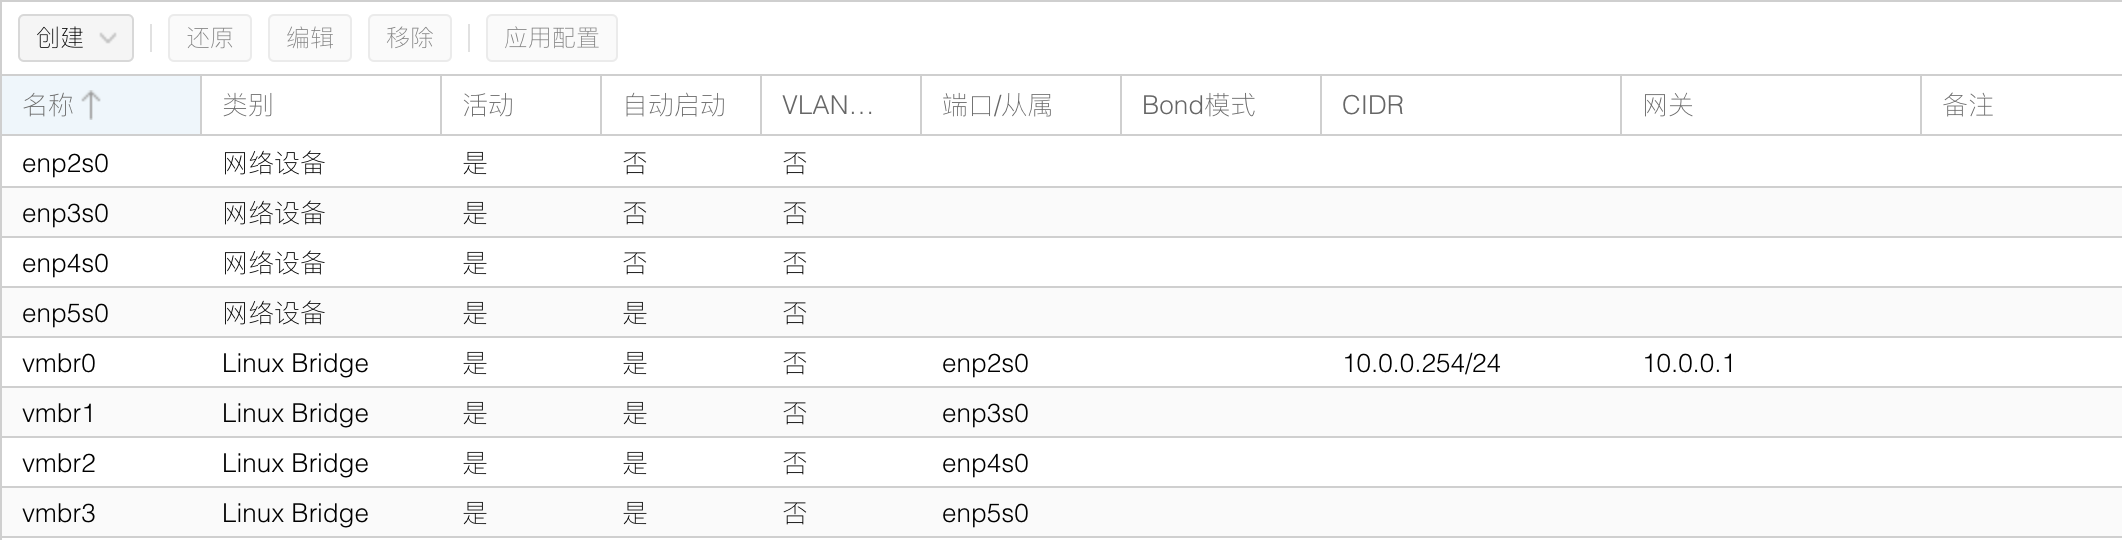 创建 还原 编辑 移除 应用配置
名称 类别 活动 自动启动 VLAN... 端口/从属 Bond模式 CIDR 网关 备注
enp2s0 网络设备 是 否 否
enp3s0 网络设备 是 否 否
enp4s0 网络设备 是 否 否
enp5s0 网络设备 是 是 否
vmbr0 Linux Bridge 是 是 否 enp2s0 10.0.0.254/24 10.0.0.1
vmbr1 Linux Bridge 是 是 否 enp3s0
vmbr2 Linux Bridge 是 是 否 enp4s0
vmbr3 Linux Bridge 是 是 否 enp5s0